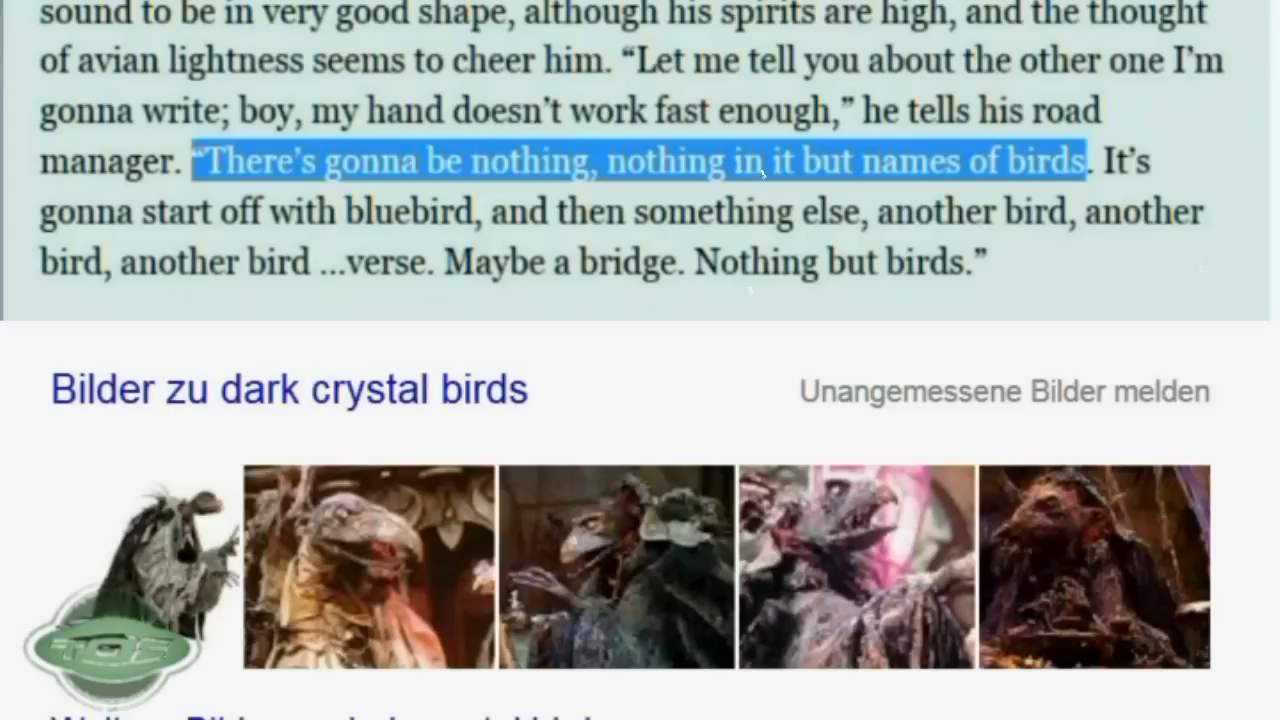 sound to be in very good shape, although his spirits are high, and the thought
of avian lightness seems to cheer him. “Let me tell you about the other one I’m
gonna write; boy, my hand doesn’t work fast enough,” he tells his road
manager. “There’s gonna be nothing, nothing in it but names of birds. It’s
gonna start off with bluebird, and then something else, another bird, another
bird, another bird ...verse. Maybe a bridge. Nothing but birds.”
Bilder zu dark crystal birds
Unangemessene Bilder melden